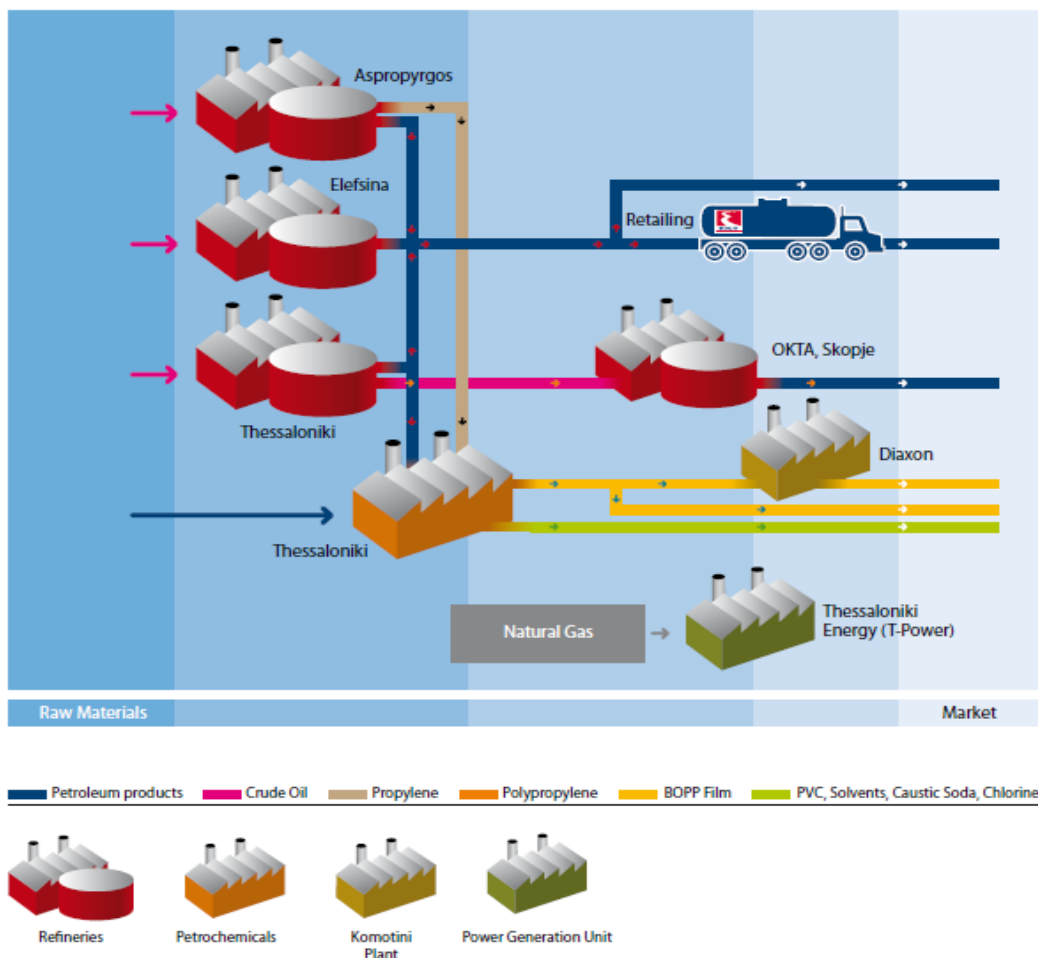 Aspropyrgos
Elefsina
Retailing
OKTA, Skopje
Thessaloniki
Diaxon
Thessaloniki
Thessaloniki
Energy (T-Power)
Natural Gas
Raw Materials
Market
Petroleum products
Crude Oil
Propylene
Polypropylene
BOPP Film
PVC, Solvents, Caustic Soda, Chlorine
Refineries
Petrochemicals
Komotini
Plant
Power Generation Unit